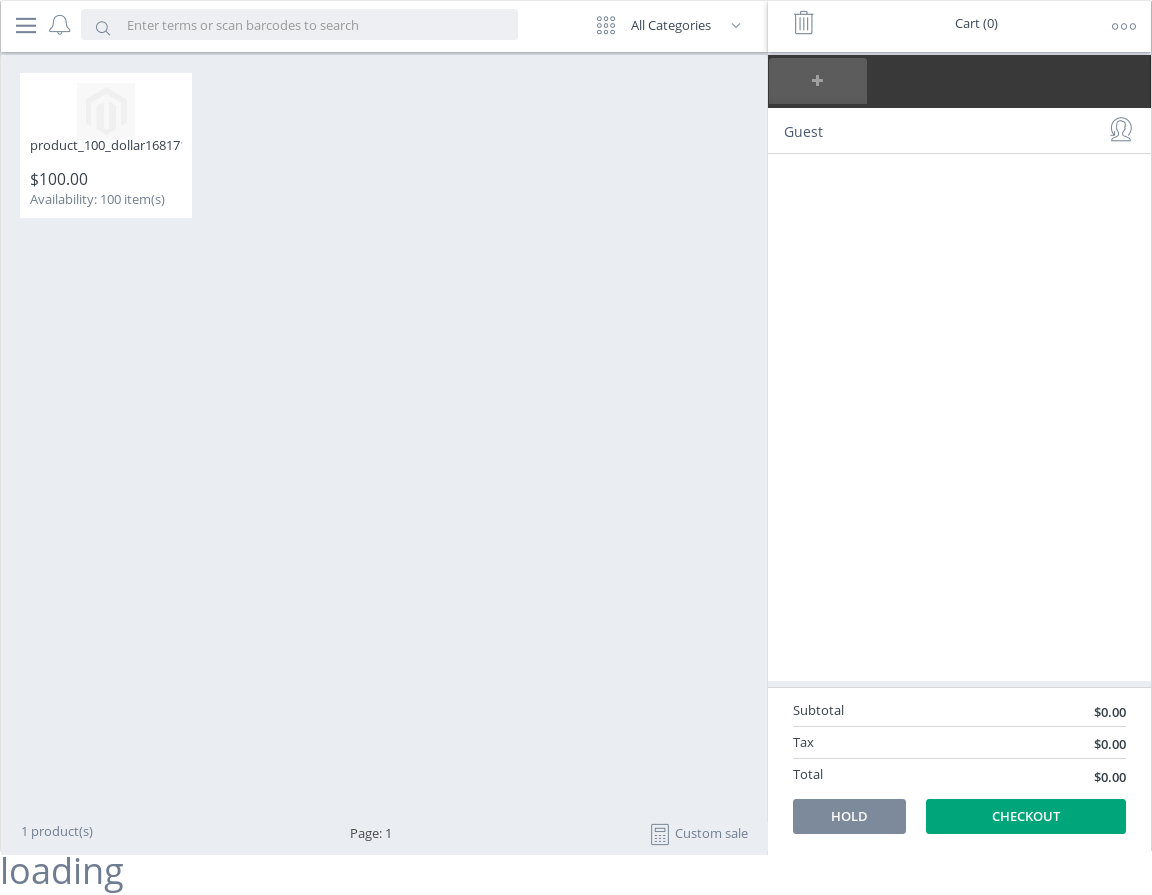 Enter terms or scan barcodes to search
All Categories
Cart (0)
product_100_dollar16817
$100.00
Availability: 100 item(s)
Guest
Subtotal
$0.00
Tax
$0.00
Total
$0.00
HOLD
CHECKOUT
1 product(s)
Page: 1
Custom sale
loading